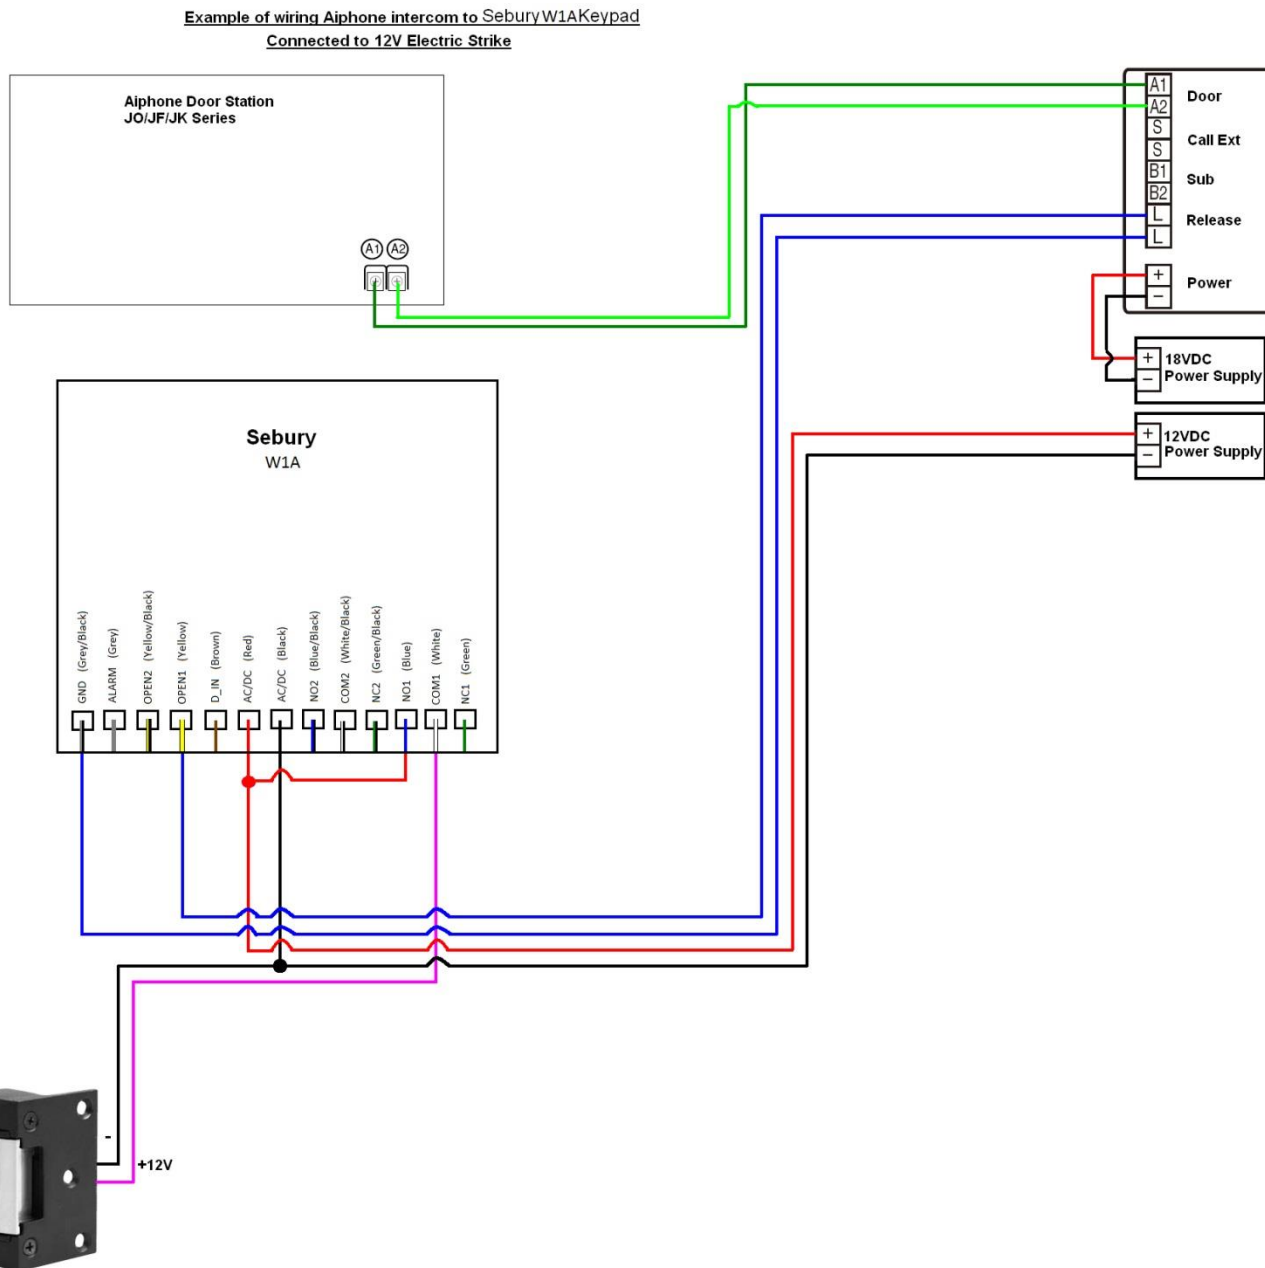 Example of wiring Aiphone intercom to Sebury W1A Keypad
Connected to 12V Electric Strike
Aiphone Door Station
JO/JF/JK Series
A1 A2
A1
A2
Door
S
S
Call Ext
B1
B2
Sub
L
L
Release
+
−
Power
+
−
18VDC
Power Supply
+
−
12VDC
Power Supply
Sebury
W1A
GND (Grey/Black)
ALARM (Grey)
OPEN2 (Yellow/Black)
OPEN1 (Yellow)
D_IN (Brown)
AC/DC (Red)
AC/DC (Black)
NO2 (Blue/Black)
COM2 (White/Black)
NC2 (Green/Black)
NO1 (Blue)
COM1 (White)
NC1 (Green)
-
+12V